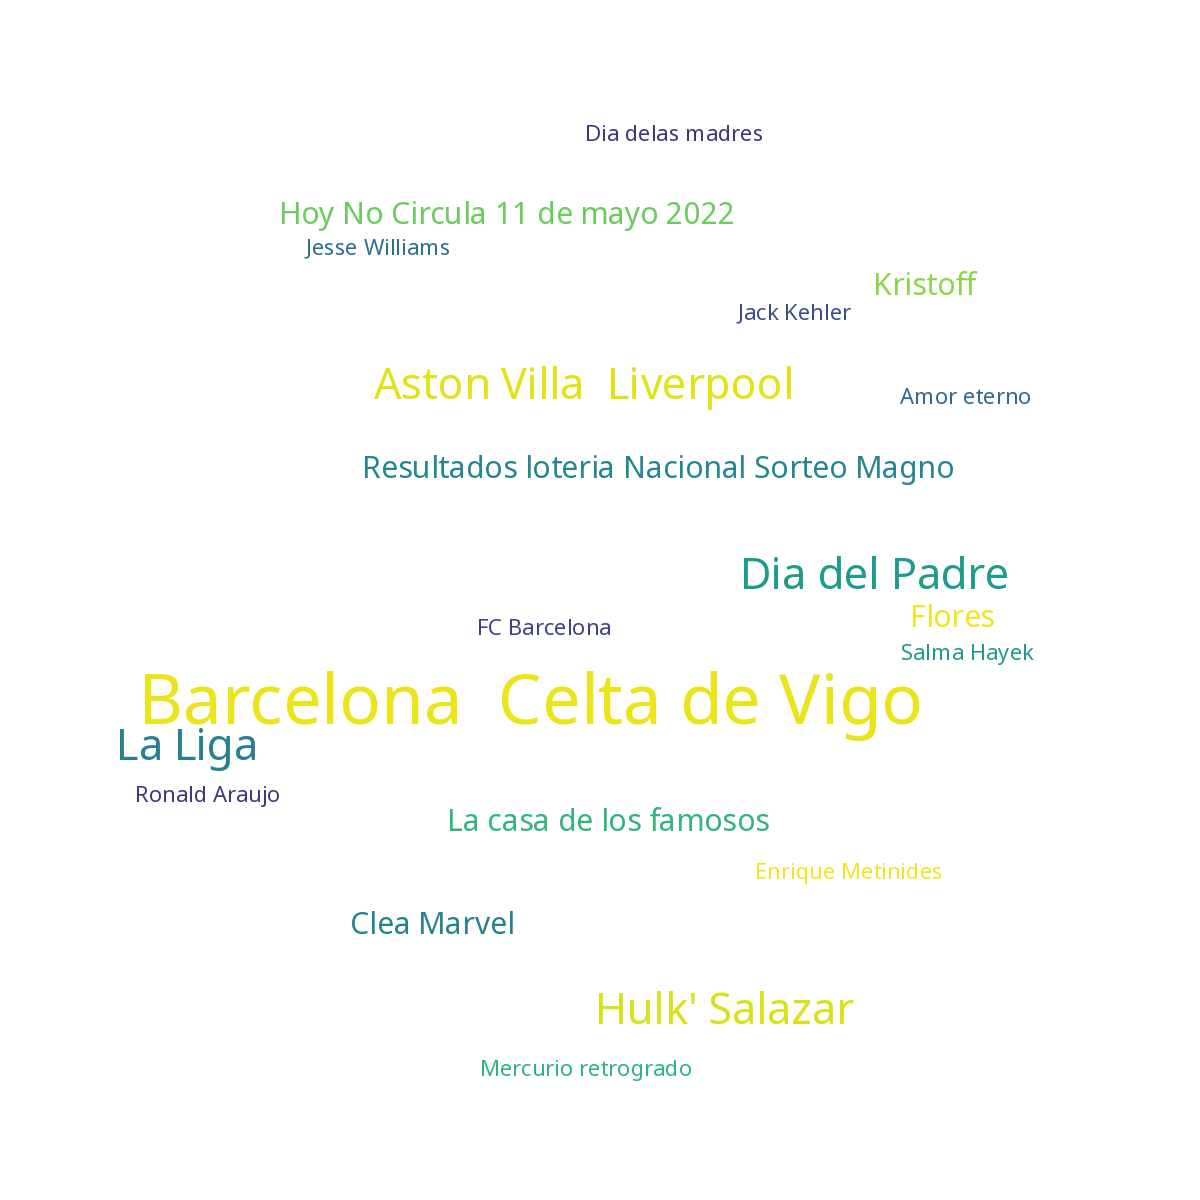 Dia delas madres
Hoy No Circula 11 de mayo 2022
Jesse Williams
Kristoff
Jack Kehler
Aston Villa  Liverpool
Amor eterno
Resultados loteria Nacional Sorteo Magno
Dia del Padre
Flores
FC Barcelona
Salma Hayek
Barcelona  Celta de Vigo
La Liga
Ronald Araujo
La casa de los famosos
Enrique Metinides
Clea Marvel
Hulk' Salazar
Mercurio retrogrado